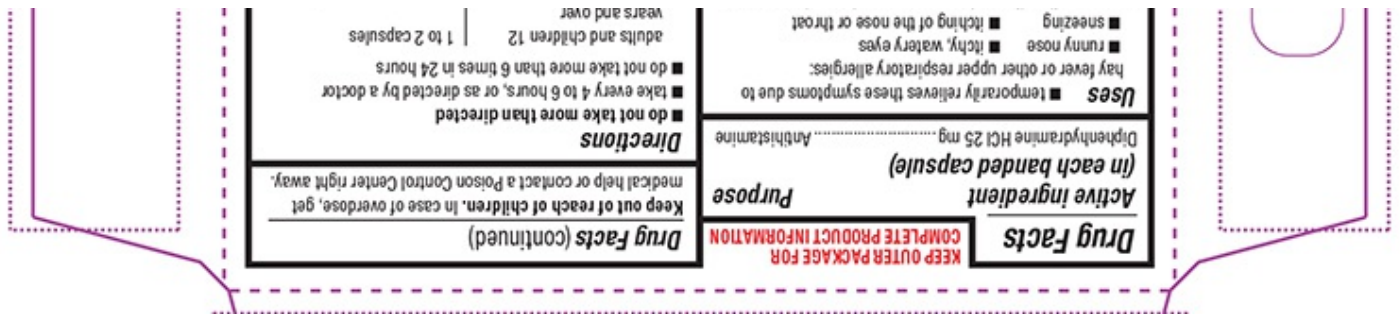 Drug Facts
KEEP OUTER PACKAGE FOR
COMPLETE PRODUCT INFORMATION
Active ingredient Purpose
(in each banded capsule)
Diphenhydramine HCl 25 mg .............................. Antihistamine
Uses ■ temporarily relieves these symptoms due to
hay fever or other upper respiratory allergies:
■ runny nose ■ itchy, watery eyes
■ sneezing ■ itching of the nose or throat
Drug Facts (continued)
Keep out of reach of children. In case of overdose, get
medical help or contact a Poison Control Center right away.
Directions
■ do not take more than directed
■ take every 4 to 6 hours, or as directed by a doctor
■ do not take more than 6 times in 24 hours
adults and children 12 1 to 2 capsules
years and over